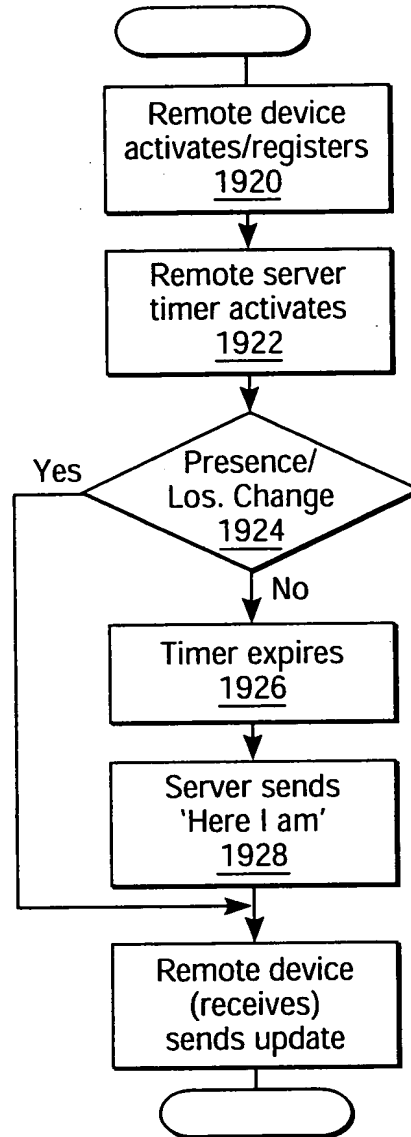 Remote device
activates/registers
1920
Remote server
timer activates
1922
Yes
Presence/
Los. Change
1924
No
Timer expires
1926
Server sends
'Here I am'
1928
Remote device
(receives)
sends update